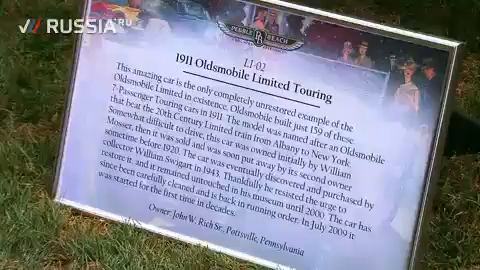 RUSSIA.RU
PEBBLE BEACH
L1-02
1911 Oldsmobile Limited Touring
This amazing car is the only completely unrestored example of the
Oldsmobile Limited in existence. Oldsmobile built just 159 of these
7-Passenger Touring cars in 1911. The model was named after an Oldsmobile
that beat the 20th Century Limited train from Albany to New York
Somewhat difficult to drive, this car was owned initially by William
Mosser, then it was sold and was soon put away by its second owner
sometime before 1920. The car was eventually discovered and purchased by
collector William Swigart in 1943. Thankfully he resisted the urge to
restore it, and it remained untouched in his museum until 2000. The car has
since been carefully cleaned and is back in running order. In July 2009 it
was started for the first time in decades.
Owner: John W. Rich Sr., Pottsville, Pennsylvania